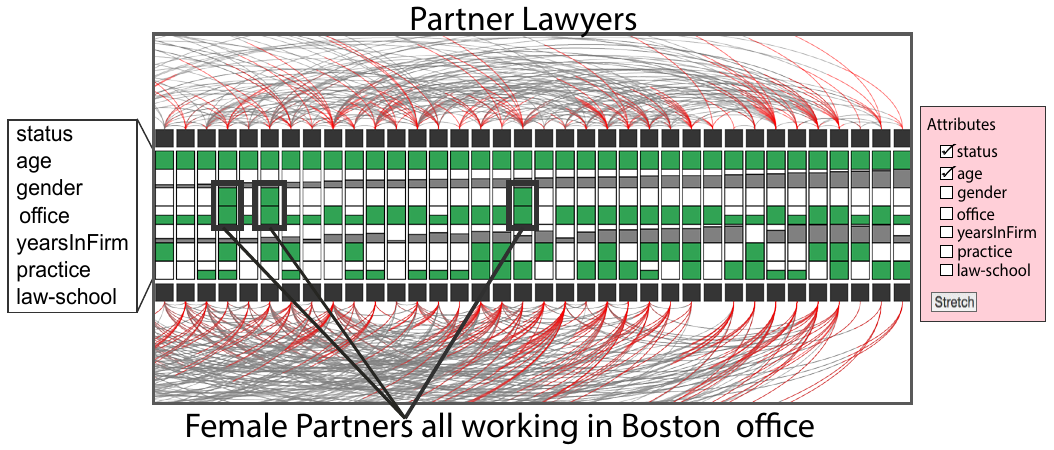 Partner Lawyers
status
age
gender
office
yearsInFirm
practice
law-school
Attributes
status
age
gender
office
yearsInFirm
practice
law-school
Stretch
Female Partners all working in Boston office